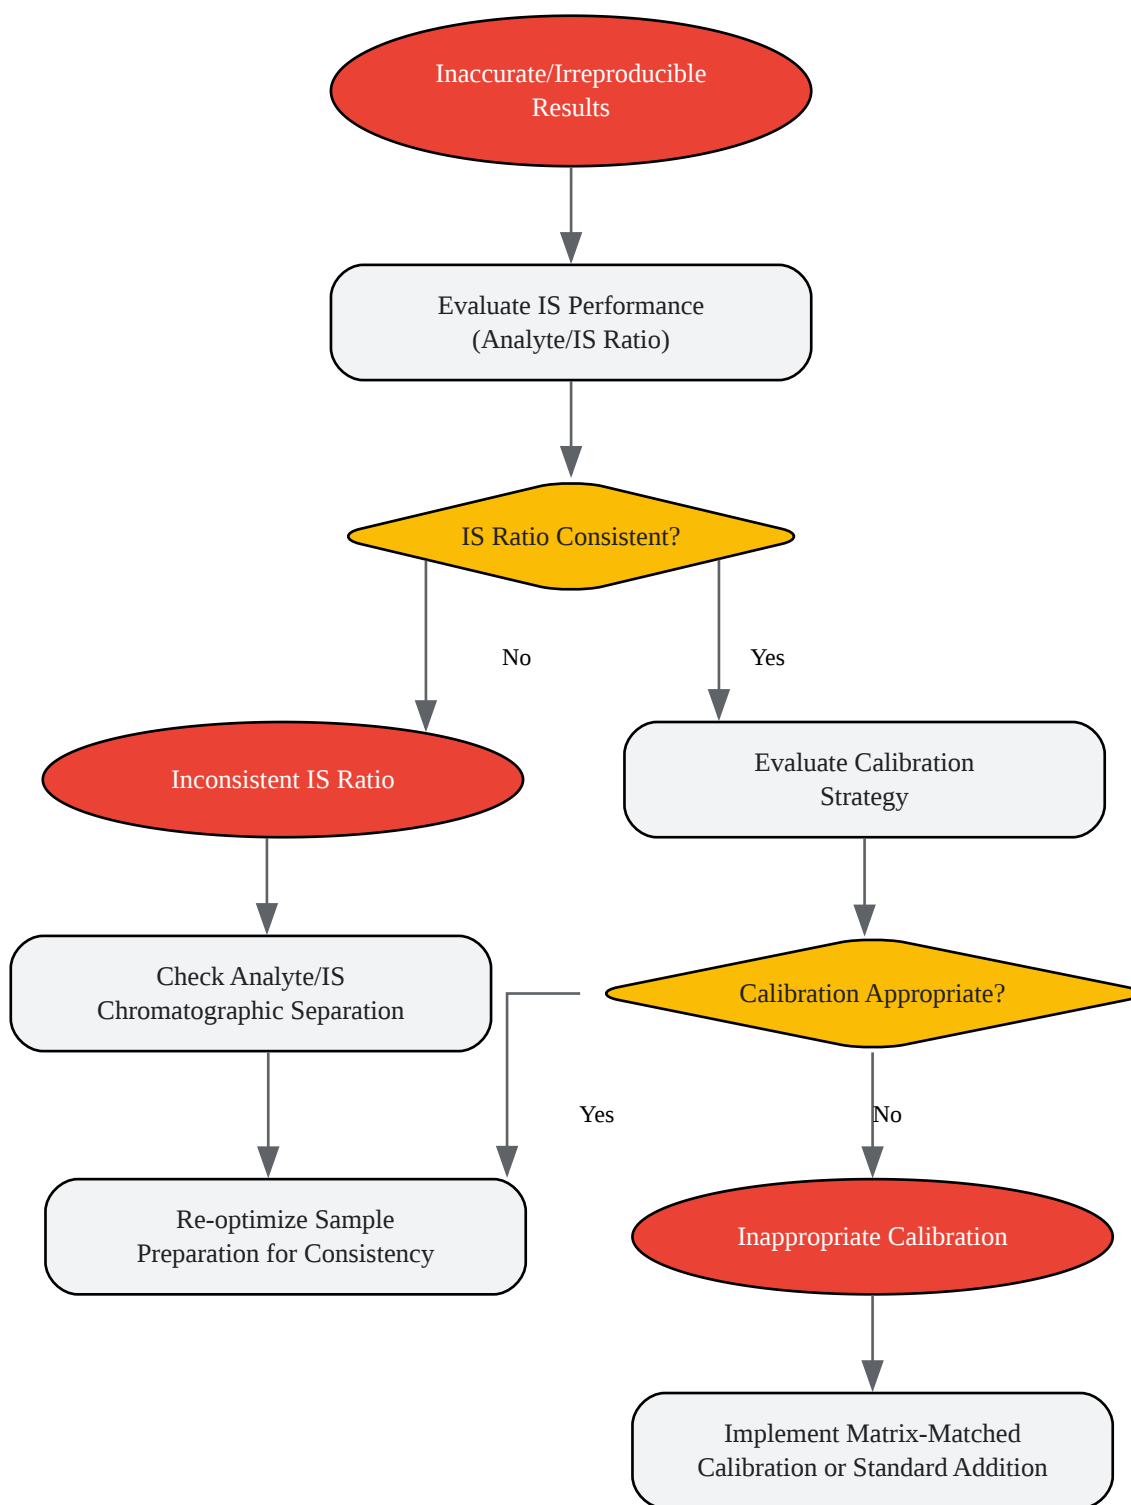 Inaccurate/Irreproducible
Results
Evaluate IS Performance
(Analyte/IS Ratio)
IS Ratio Consistent?
No
Yes
Inconsistent IS Ratio
Evaluate Calibration
Strategy
Check Analyte/IS
Chromatographic Separation
Calibration Appropriate?
Yes
No
Re-optimize Sample
Preparation for Consistency
Inappropriate Calibration
Implement Matrix-Matched
Calibration or Standard Addition